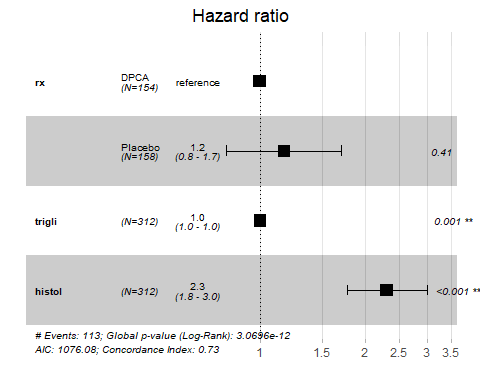 Hazard ratio
rx
DPCA
(N=154)
reference
Placebo
(N=158)
1.2
(0.8 - 1.7)
0.41
trigli
(N=312)
1.0
(1.0 - 1.0)
0.001 **
histol
(N=312)
2.3
(1.8 - 3.0)
<0.001 **
# Events: 113; Global p-value (Log-Rank): 3.0696e-12
AIC: 1076.08; Concordance Index: 0.73
1 1.5 2 2.5 3 3.5